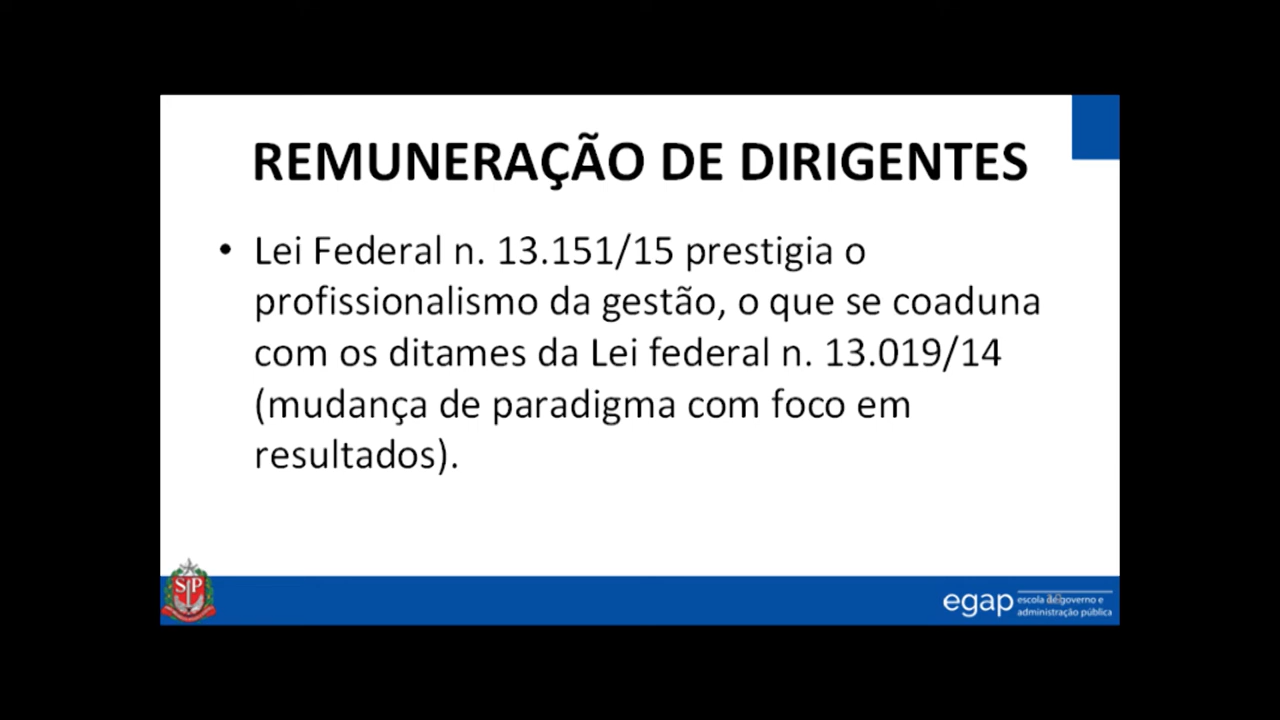 REMUNERAÇÃO DE DIRIGENTES
• Lei Federal n. 13.151/15 prestigia o
profissionalismo da gestão, o que se coaduna
com os ditames da Lei federal n. 13.019/14
(mudança de paradigma com foco em
resultados).
SP
egap
escola de governo e
administração pública